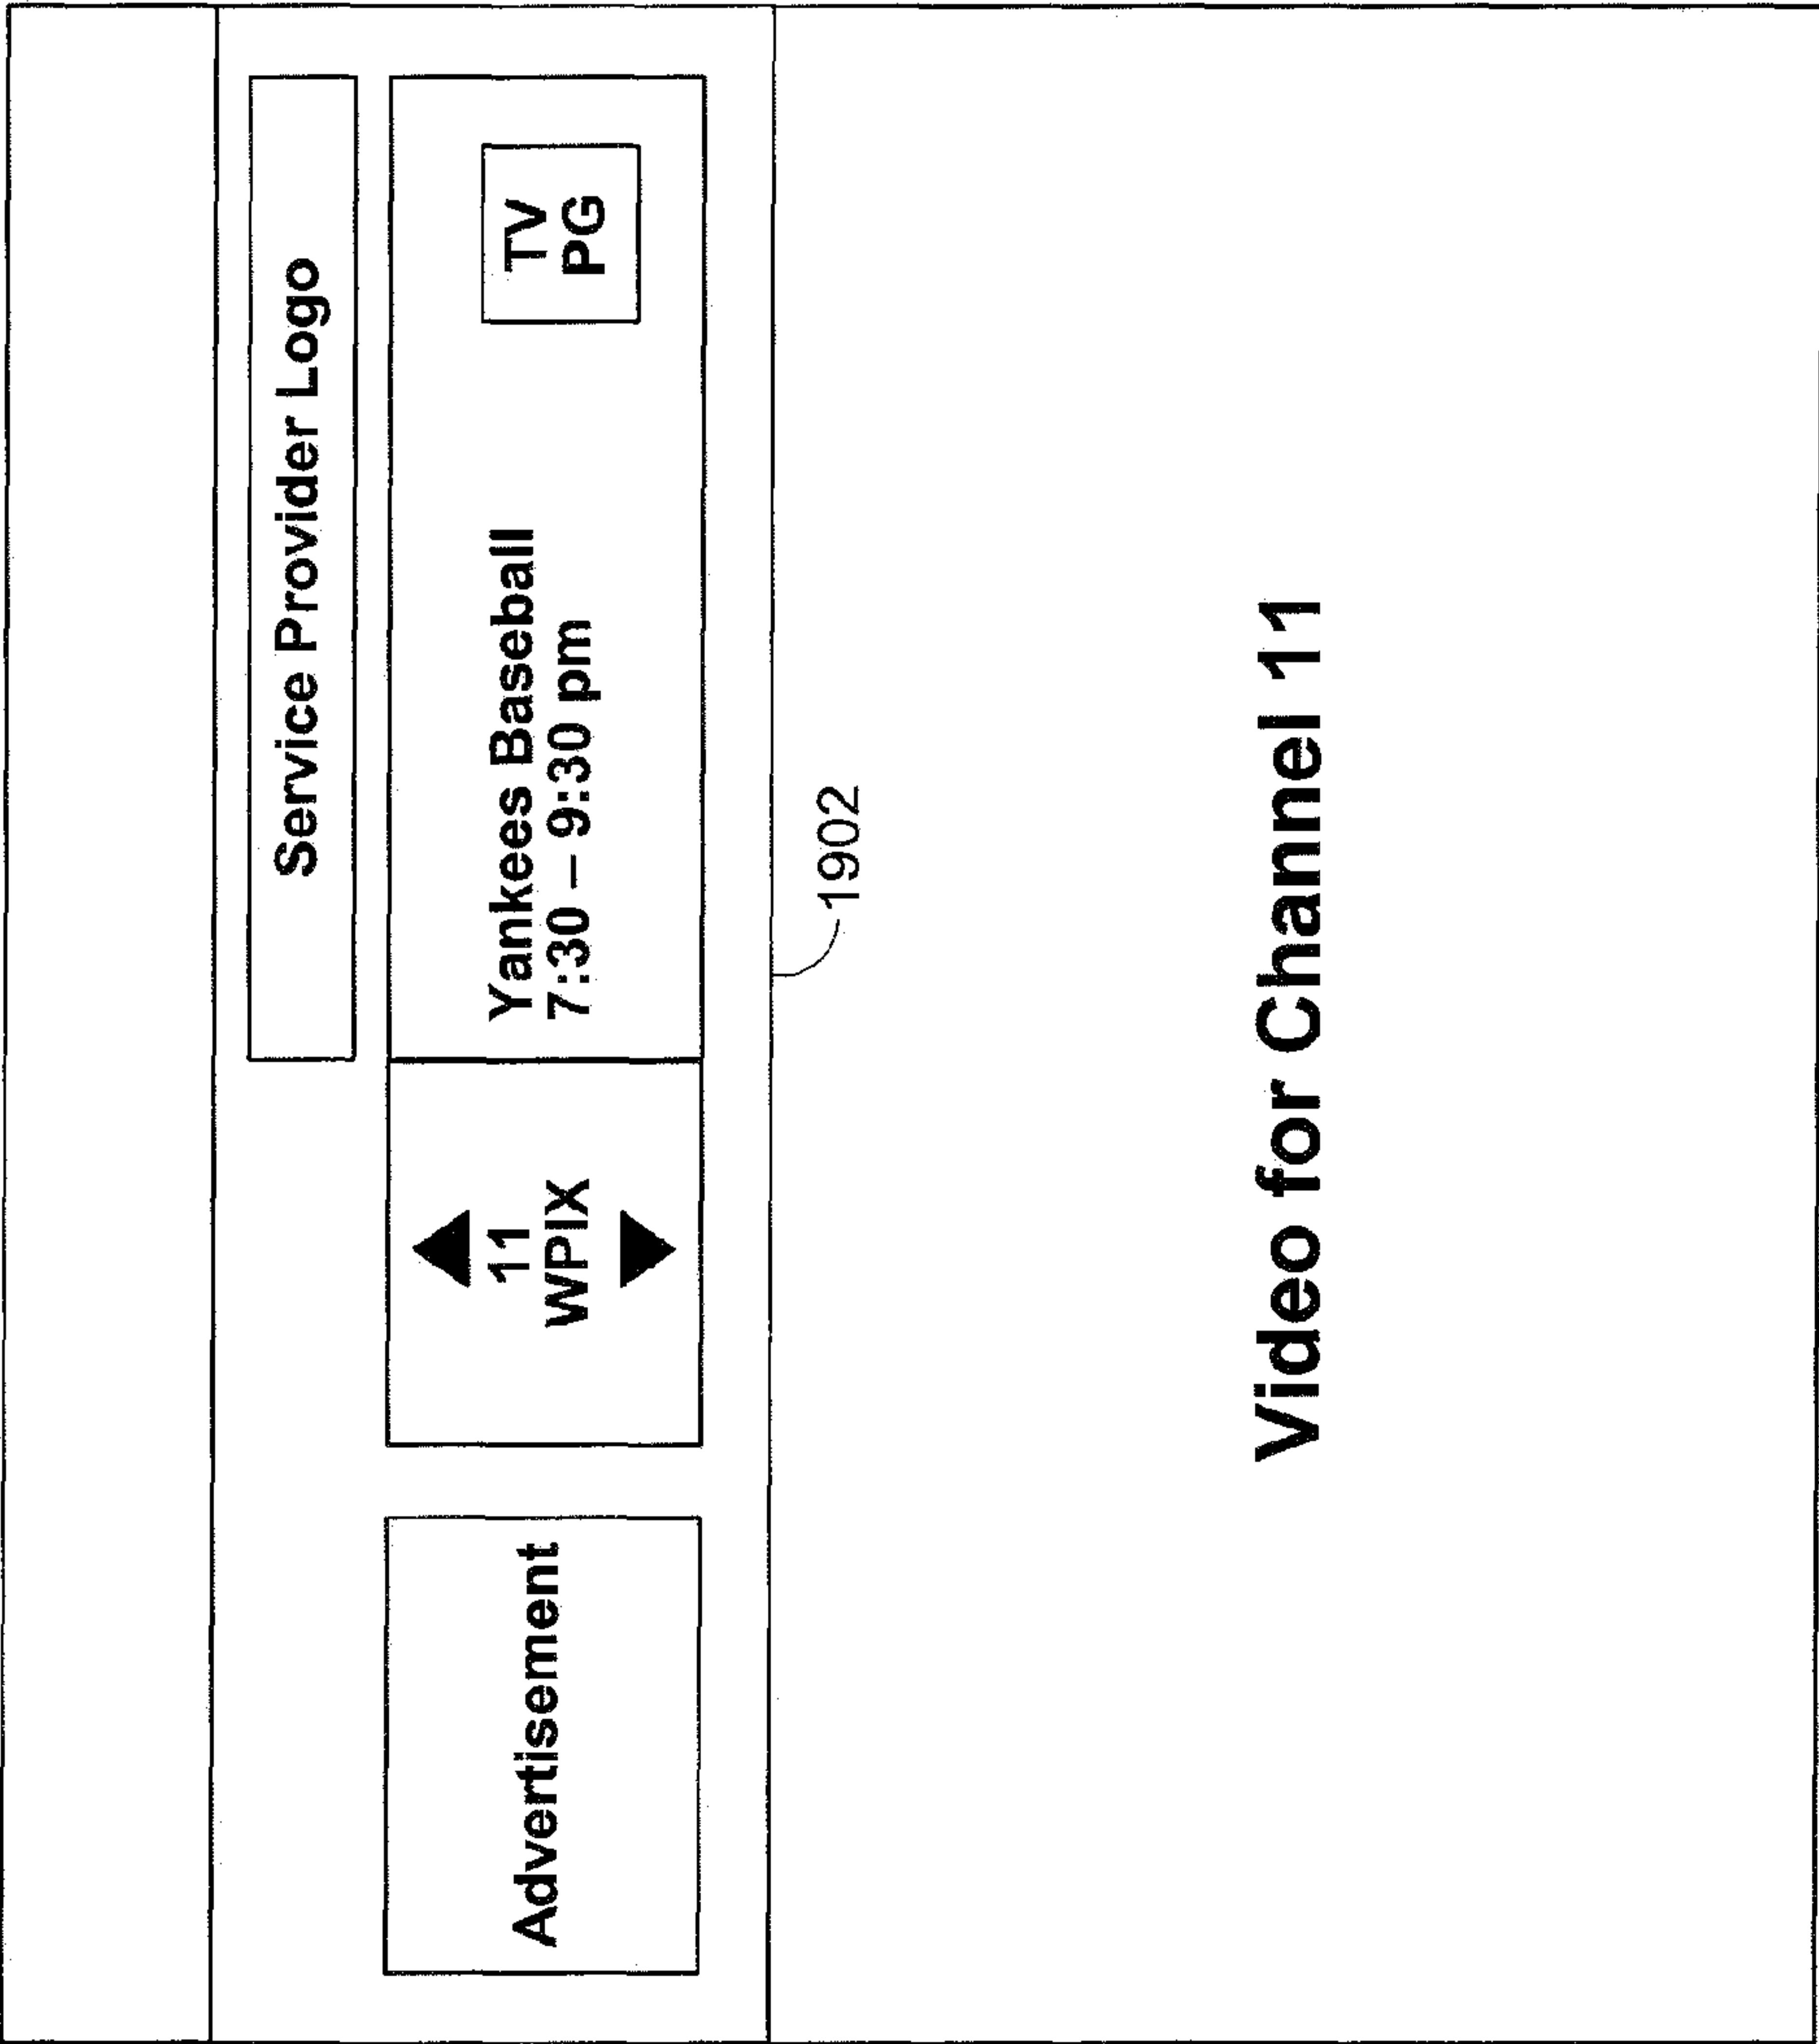 Service Provider Logo
Advertisement
11
WPIX
Yankees Baseball
7:30 – 9:30 pm
TV
PG
1902
Video for Channel 11